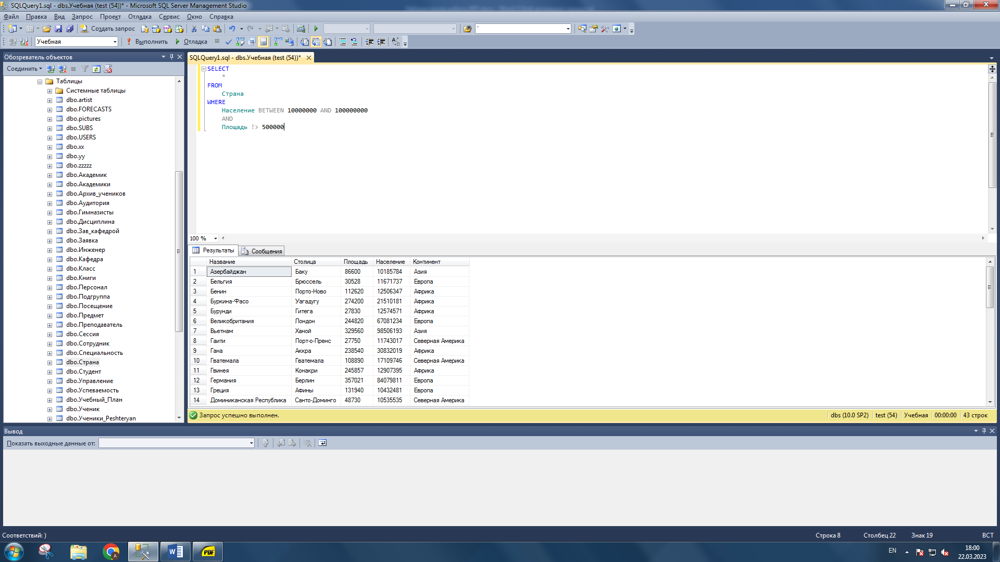 SQLQuery1.sql - dbs.Учебная (test (54))* - Microsoft SQL Server Management Studio
Файл Правка Вид Запрос Проект Отладка Сервис Окно Справка
Создать запрос
Учебная Выполнить Отладка
Обозреватель объектов
Соединить
Таблицы
Системные таблицы
dbo.artist
dbo.FORECASTS
dbo.pictures
dbo.SUBS
dbo.USERS
dbo.xx
dbo.yy
dbo.zzzzz
dbo.Академик
dbo.Академики
dbo.Архив_учеников
dbo.Аудитория
dbo.Гимназисты
dbo.Дисциплина
dbo.Зав_кафедрой
dbo.Заявка
dbo.Инженер
dbo.Кафедра
dbo.Класс
dbo.Книги
dbo.Персонал
dbo.Подгруппа
dbo.Посещение
dbo.Предмет
dbo.Преподаватель
dbo.Сессия
dbo.Сотрудник
dbo.Специальность
dbo.Страна
dbo.Студент
dbo.Управление
dbo.Успеваемость
dbo.Учебный_План
dbo.Ученик
dbo.Ученики_Peshteryan
SQLQuery1.sql - dbs.Учебная (test (54))*
SELECT
*
FROM
Страна
WHERE
Население BETWEEN 10000000 AND 100000000
AND
Площадь !> 500000
100 %
Результаты Сообщения
Название Столица Площадь Население Континент
1 Азербайджан Баку 86600 10185784 Азия
2 Бельгия Брюссель 30528 11671737 Европа
3 Бенин Порто-Ново 112620 12506347 Африка
4 Буркина-Фасо Уагадугу 274200 21510181 Африка
5 Бурунди Гитега 27830 12574571 Африка
6 Великобритания Лондон 244820 67081234 Европа
7 Вьетнам Ханой 329560 98506193 Азия
8 Гаити Порт-о-Пренс 27750 11743017 Северная Америка
9 Гана Аккра 238540 30832019 Африка
10 Гватемала Гватемала 108890 17109746 Северная Америка
11 Гвинея Конакри 245857 12907395 Африка
12 Германия Берлин 357021 84079811 Европа
13 Греция Афины 131940 10432481 Европа
14 Доминиканская Республика Санто-Доминго 48730 10535535 Северная Америка
Запрос успешно выполнен. dbs (10.0 SP2) test (54) Учебная 00:00:00 43 строк
Вывод
Показать выходные данные от:
Соответствий: ) Строка 8 Столбец 22 Знак 19 ВСТ
EN 18:00
22.03.2023